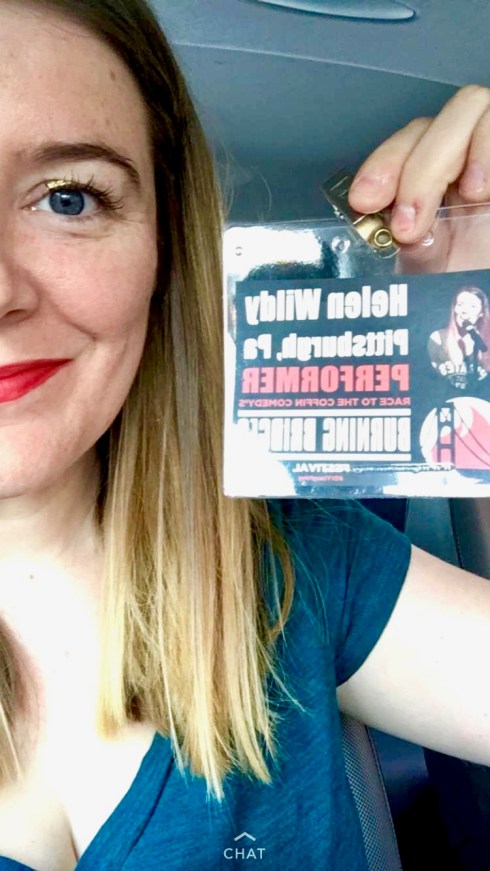 Helen Wildy
Pittsburgh, Pa
PERFORMER
RACE TO THE COFFIN COMEDY'S
BURNING BRIDGES
FESTIVAL
CHAT